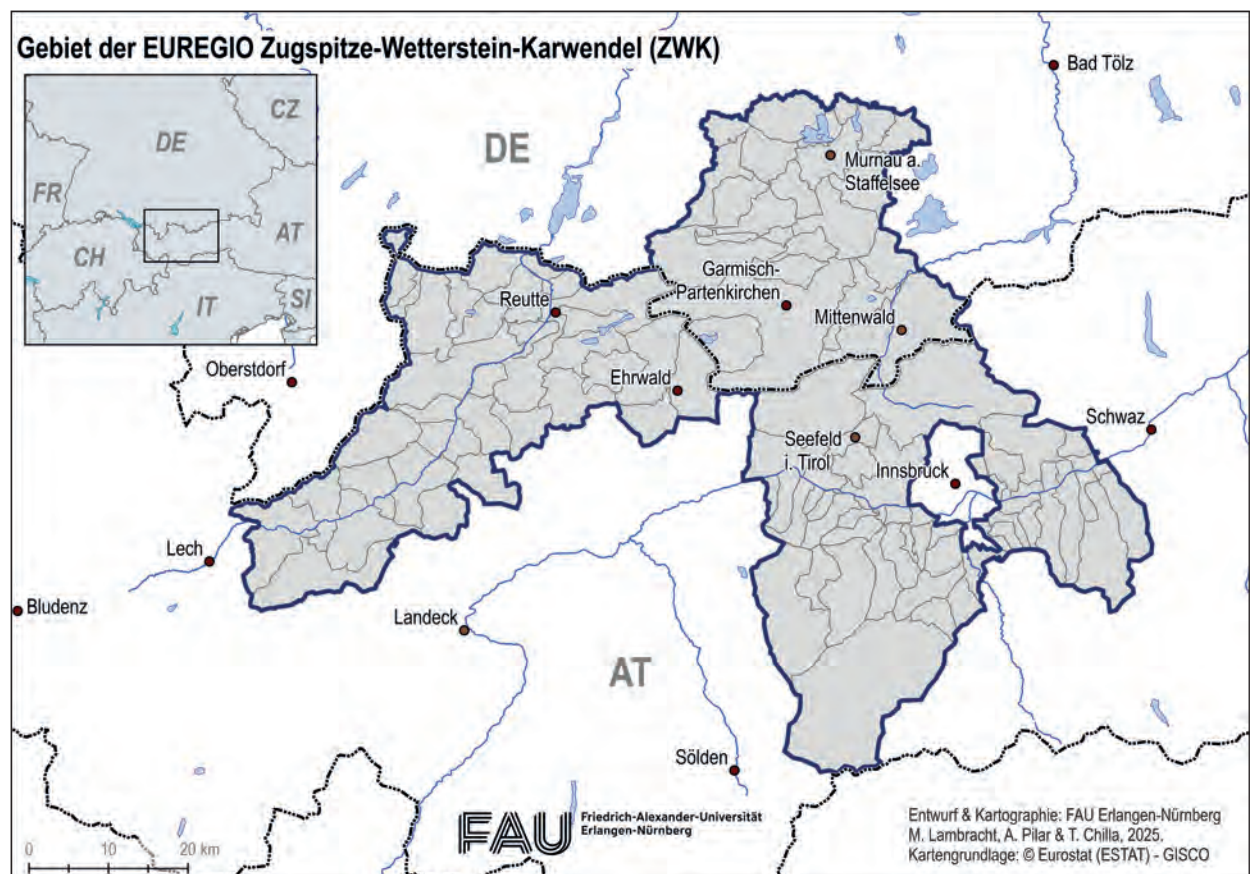 Gebiet der EUREGIO Zugspitze-Wetterstein-Karwendel (ZWK)
CZ
DE
FR
AT
CH
IT
SI
DE
Bad Tölz
Murnau a.
Staffelsee
Garmisch-
Partenkirchen
Reutte
Mittenwald
Oberstdorf
Ehrwald
Schwaz
Seefeld
i. Tirol
Innsbruck
Lech
Bludenz
Landeck
AT
Sölden
FAU
Friedrich-Alexander-Universität
Erlangen-Nürnberg
0 10 20 km
Entwurf & Kartographie: FAU Erlangen-Nürnberg
M. Lambracht, A. Pilar & T. Chilla, 2025.
Kartengrundlage: © Eurostat (ESTAT) - GISCO